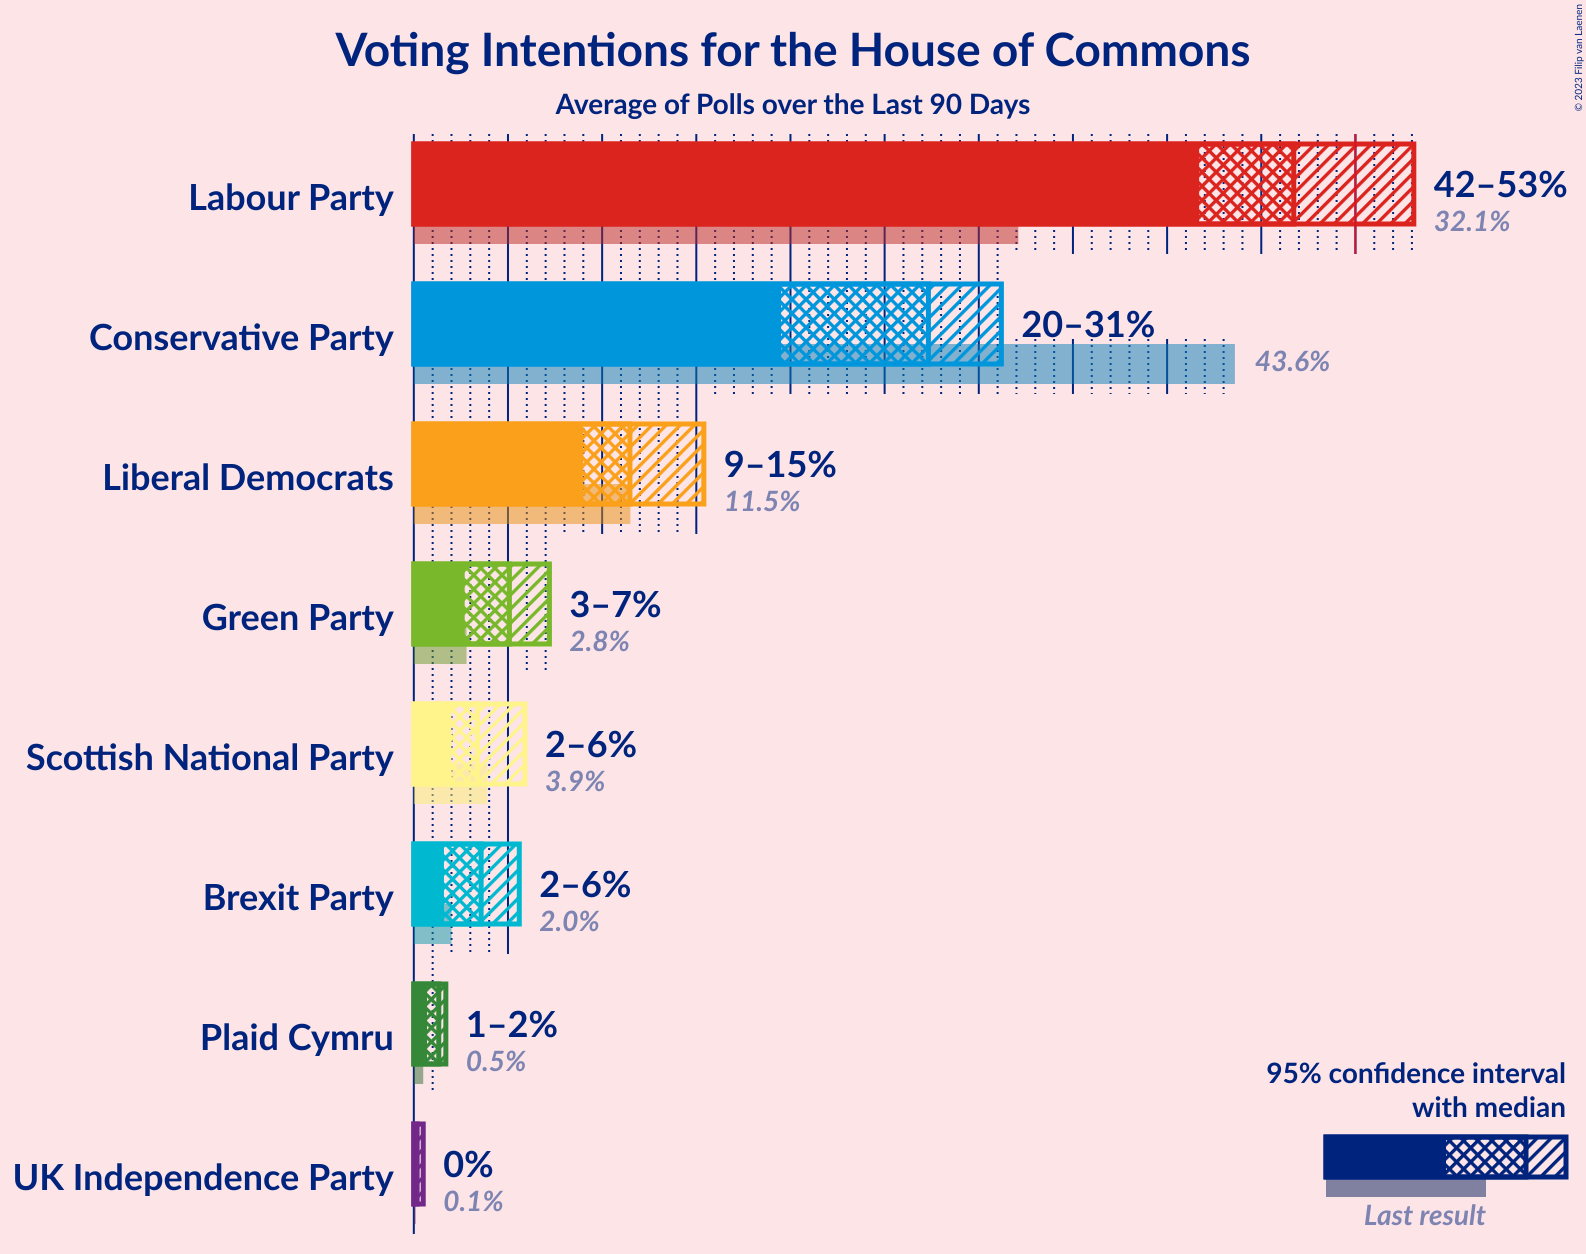 Voting Intentions for the House of Commons
Average of Polls over the Last 90 Days
© 2023 Filip van Laenen
Labour Party
42–53%
32.1%
Conservative Party
20–31%
43.6%
Liberal Democrats
9–15%
11.5%
Green Party
3–7%
2.8%
Scottish National Party
2–6%
3.9%
Brexit Party
2–6%
2.0%
Plaid Cymru
1–2%
0.5%
UK Independence Party
0%
0.1%
95% confidence interval
with median
Last result